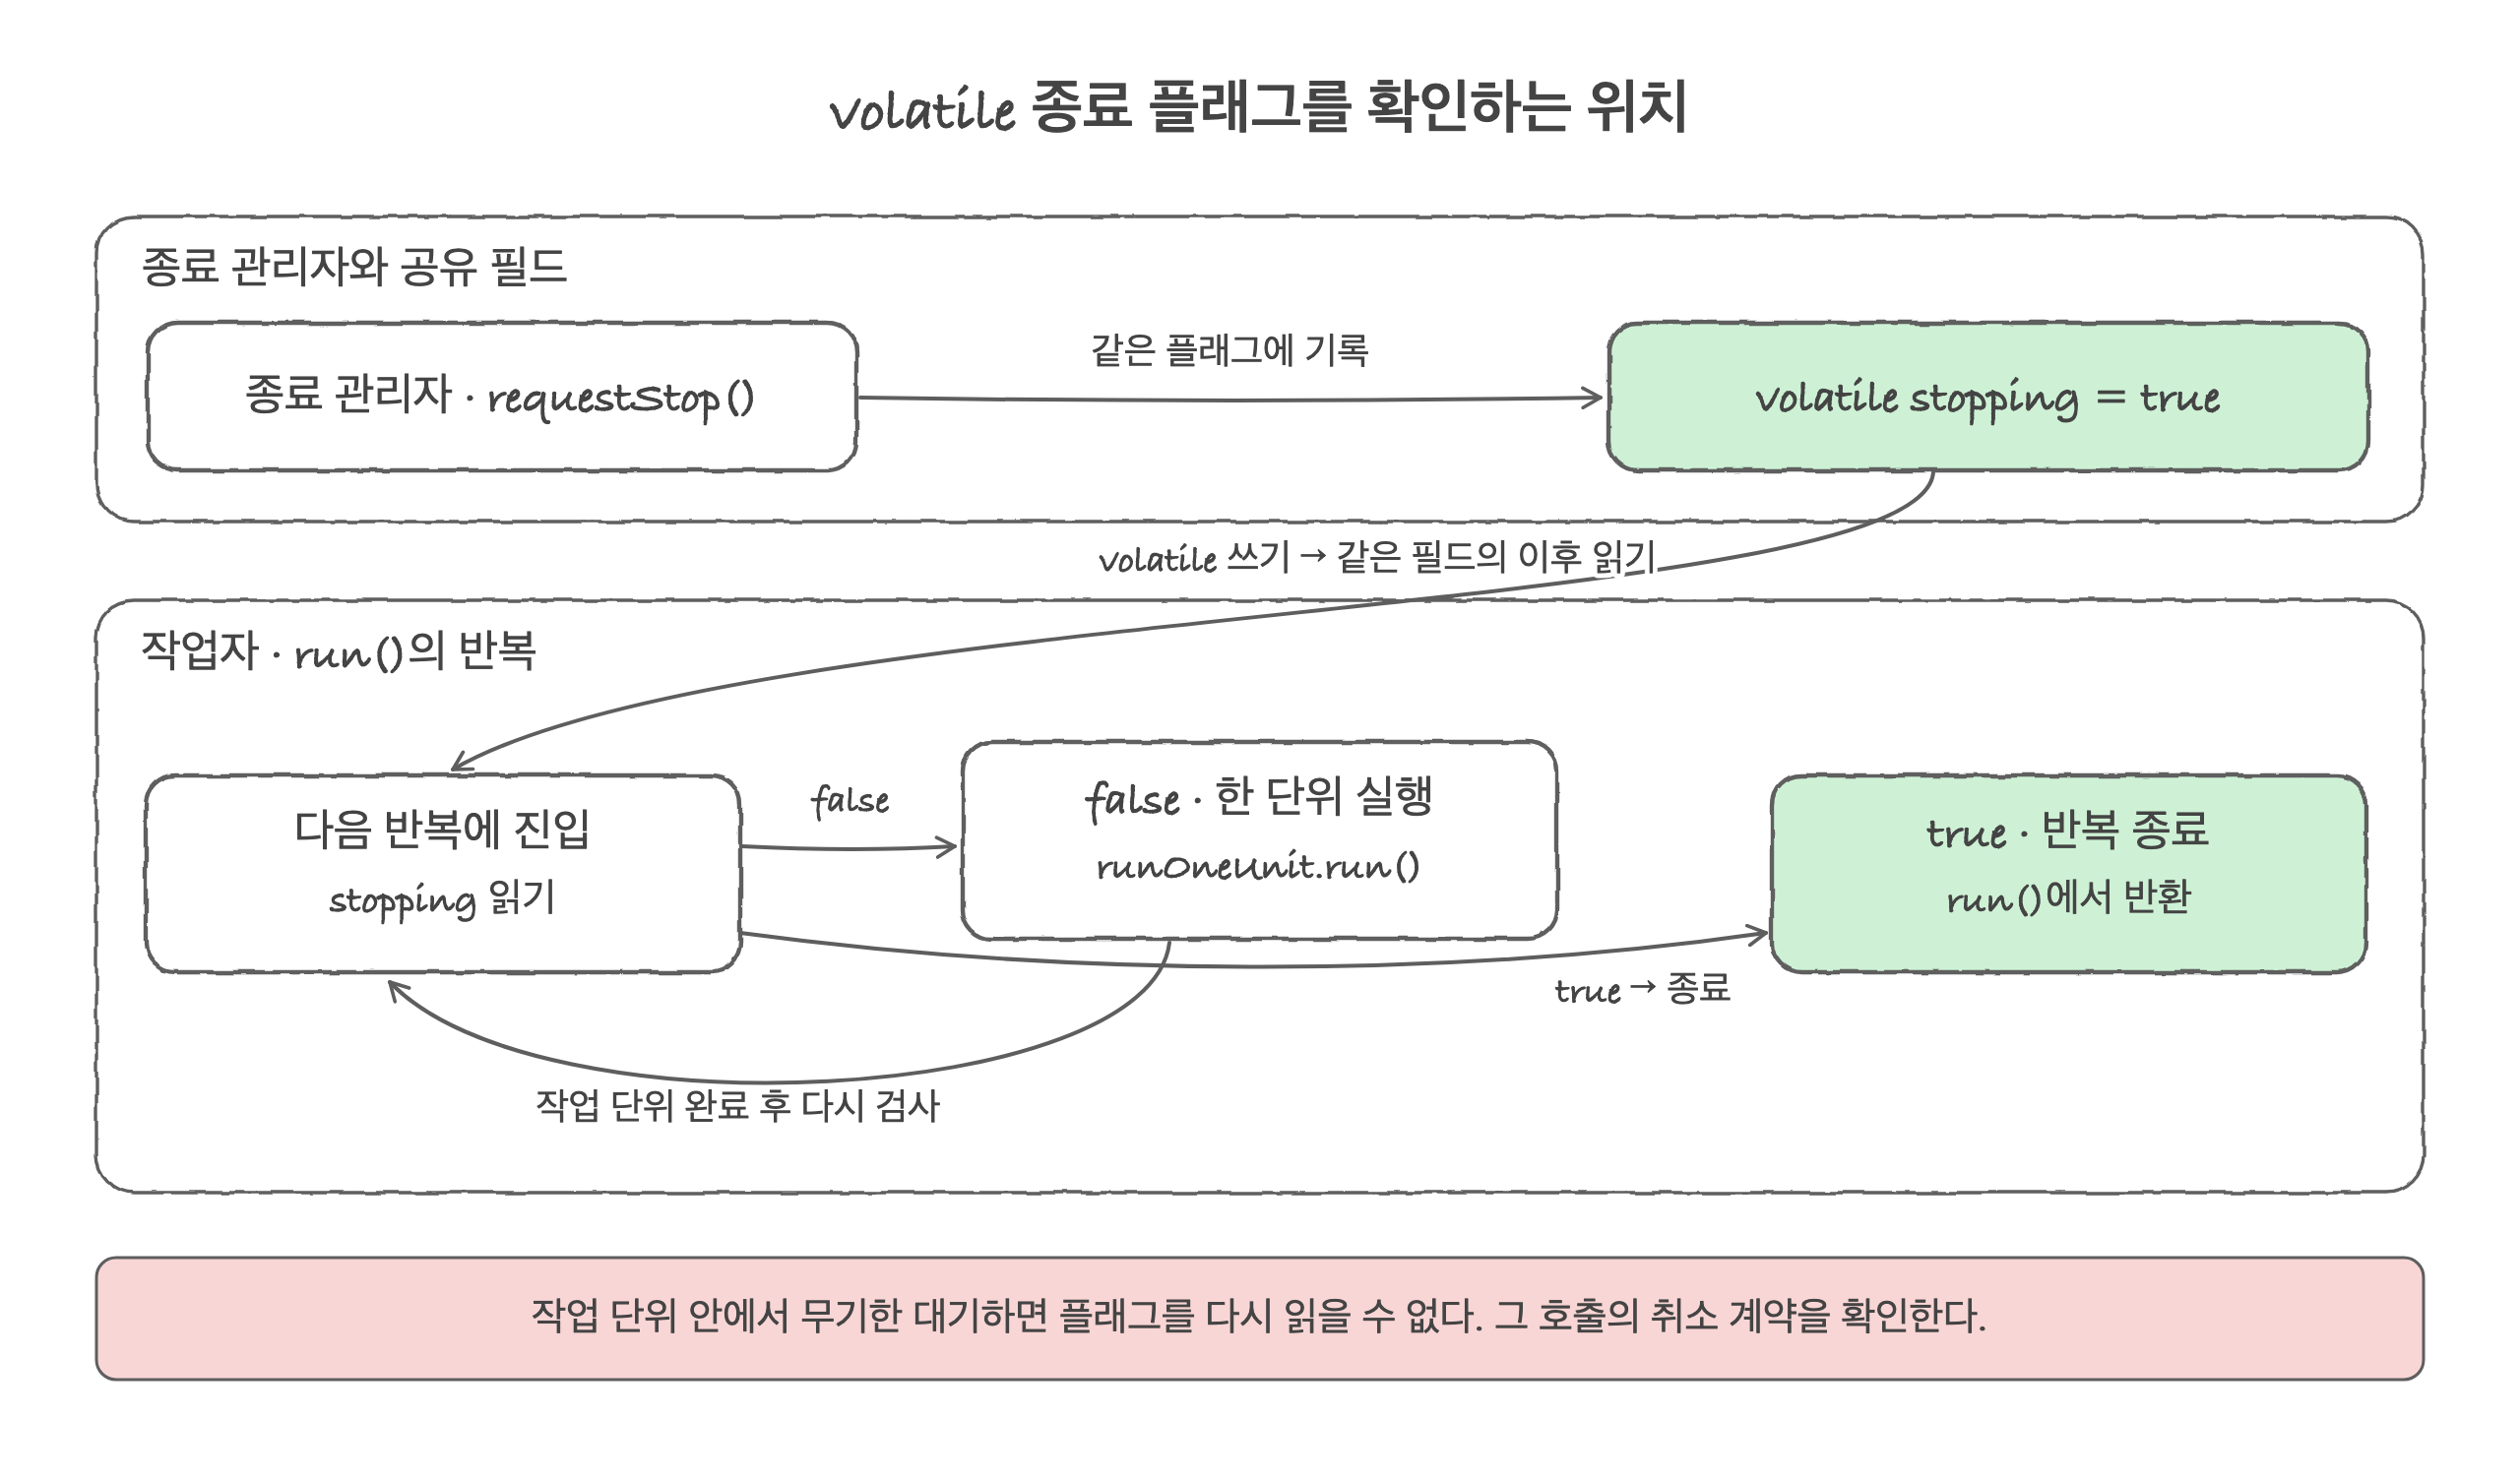 volatile 종료 플래그를 확인하는 위치
종료 관리자와 공유 필드
종료 관리자 · requestStop()
같은 플래그에 기록
volatile stopping = true
volatile 쓰기 → 같은 필드의 이후 읽기
작업자 · run()의 반복
다음 반복에 진입
stopping 읽기
false
false · 한 단위 실행
runOneUnit.run()
true · 반복 종료
run()에서 반환
true → 종료
작업 단위 완료 후 다시 검사
작업 단위 안에서 무기한 대기하면 플래그를 다시 읽을 수 없다. 그 호출의 취소 계약을 확인한다.